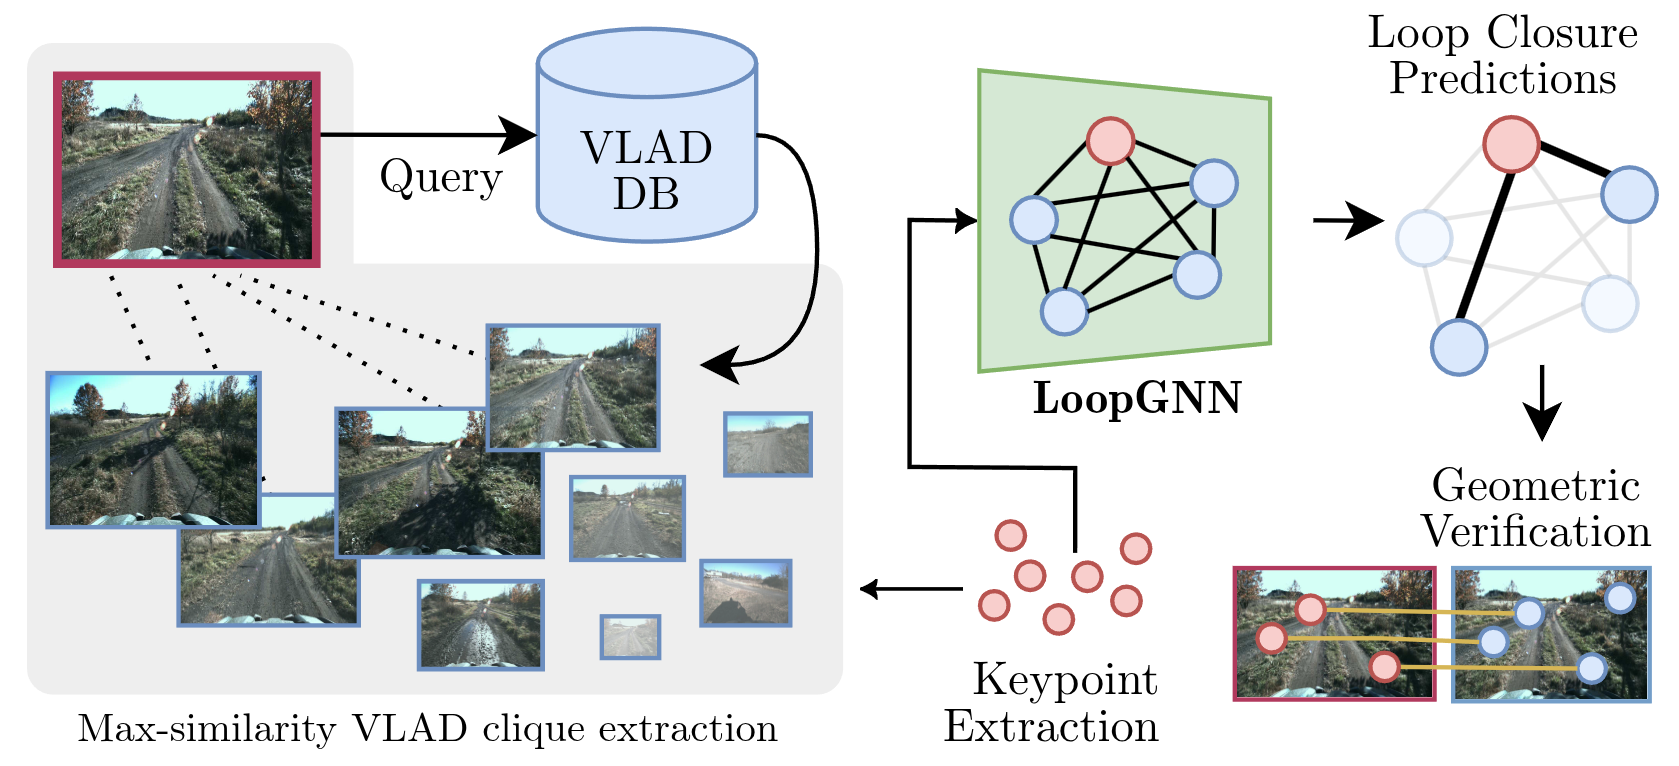 Query
VLAD
DB
Max-similarity VLAD clique extraction
LoopGNN
Keypoint
Extraction
Loop Closure
Predictions
Geometric
Verification